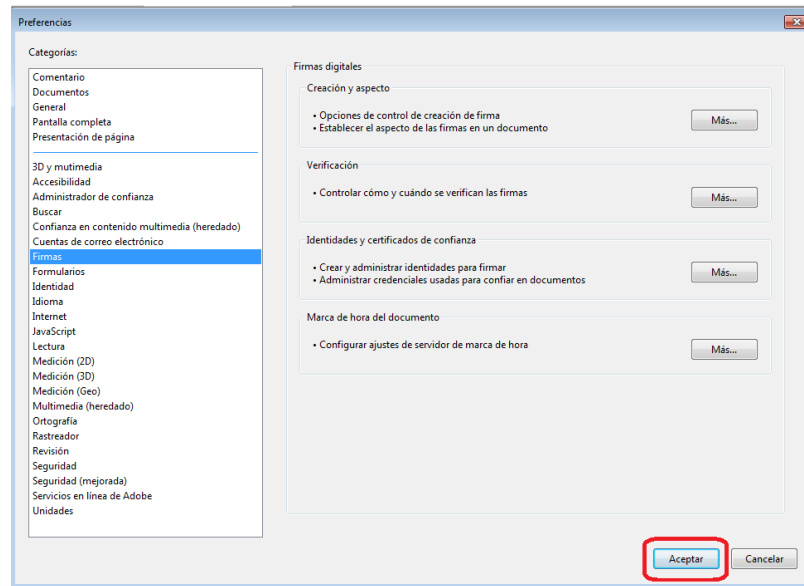 Preferencias
Categorías:
Comentario
Documentos
General
Pantalla completa
Presentación de página
3D y mutimedia
Accesibilidad
Administrador de confianza
Buscar
Confianza en contenido multimedia (heredado)
Cuentas de correo electrónico
Firmas
Formularios
Identidad
Idioma
Internet
JavaScript
Lectura
Medición (2D)
Medición (3D)
Medición (Geo)
Multimedia (heredado)
Ortografía
Rastreador
Revisión
Seguridad
Seguridad (mejorada)
Servicios en línea de Adobe
Unidades
Firmas digitales
Creación y aspecto
• Opciones de control de creación de firma
• Establecer el aspecto de las firmas en un documento
Más...
Verificación
• Controlar cómo y cuándo se verifican las firmas
Más...
Identidades y certificados de confianza
• Crear y administrar identidades para firmar
• Administrar credenciales usadas para confiar en documentos
Más...
Marca de hora del documento
• Configurar ajustes de servidor de marca de hora
Más...
Aceptar
Cancelar